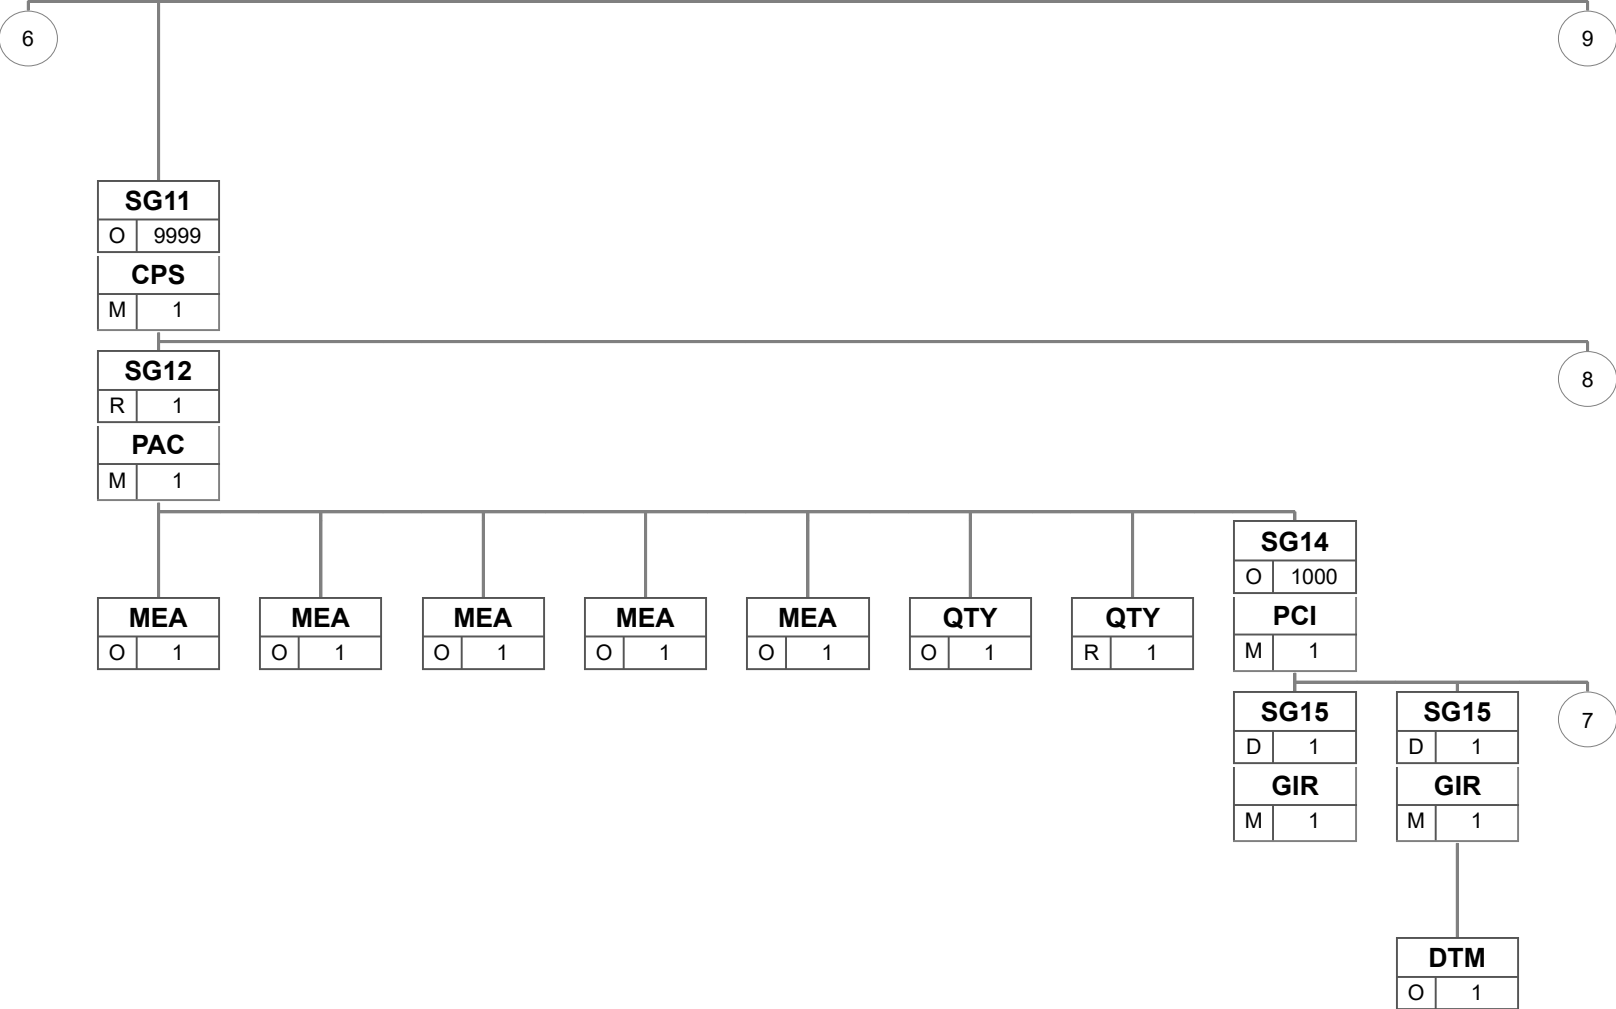 6
9
SG11
O 9999
CPS
M 1
SG12
R 1
8
PAC
M 1
SG14
O 1000
MEA MEA MEA MEA MEA QTY QTY PCI
O 1 O 1 O 1 O 1 O 1 O 1 R 1 M 1
SG15 SG15 7
D 1 D 1
GIR GIR
M 1 M 1
DTM
O 1